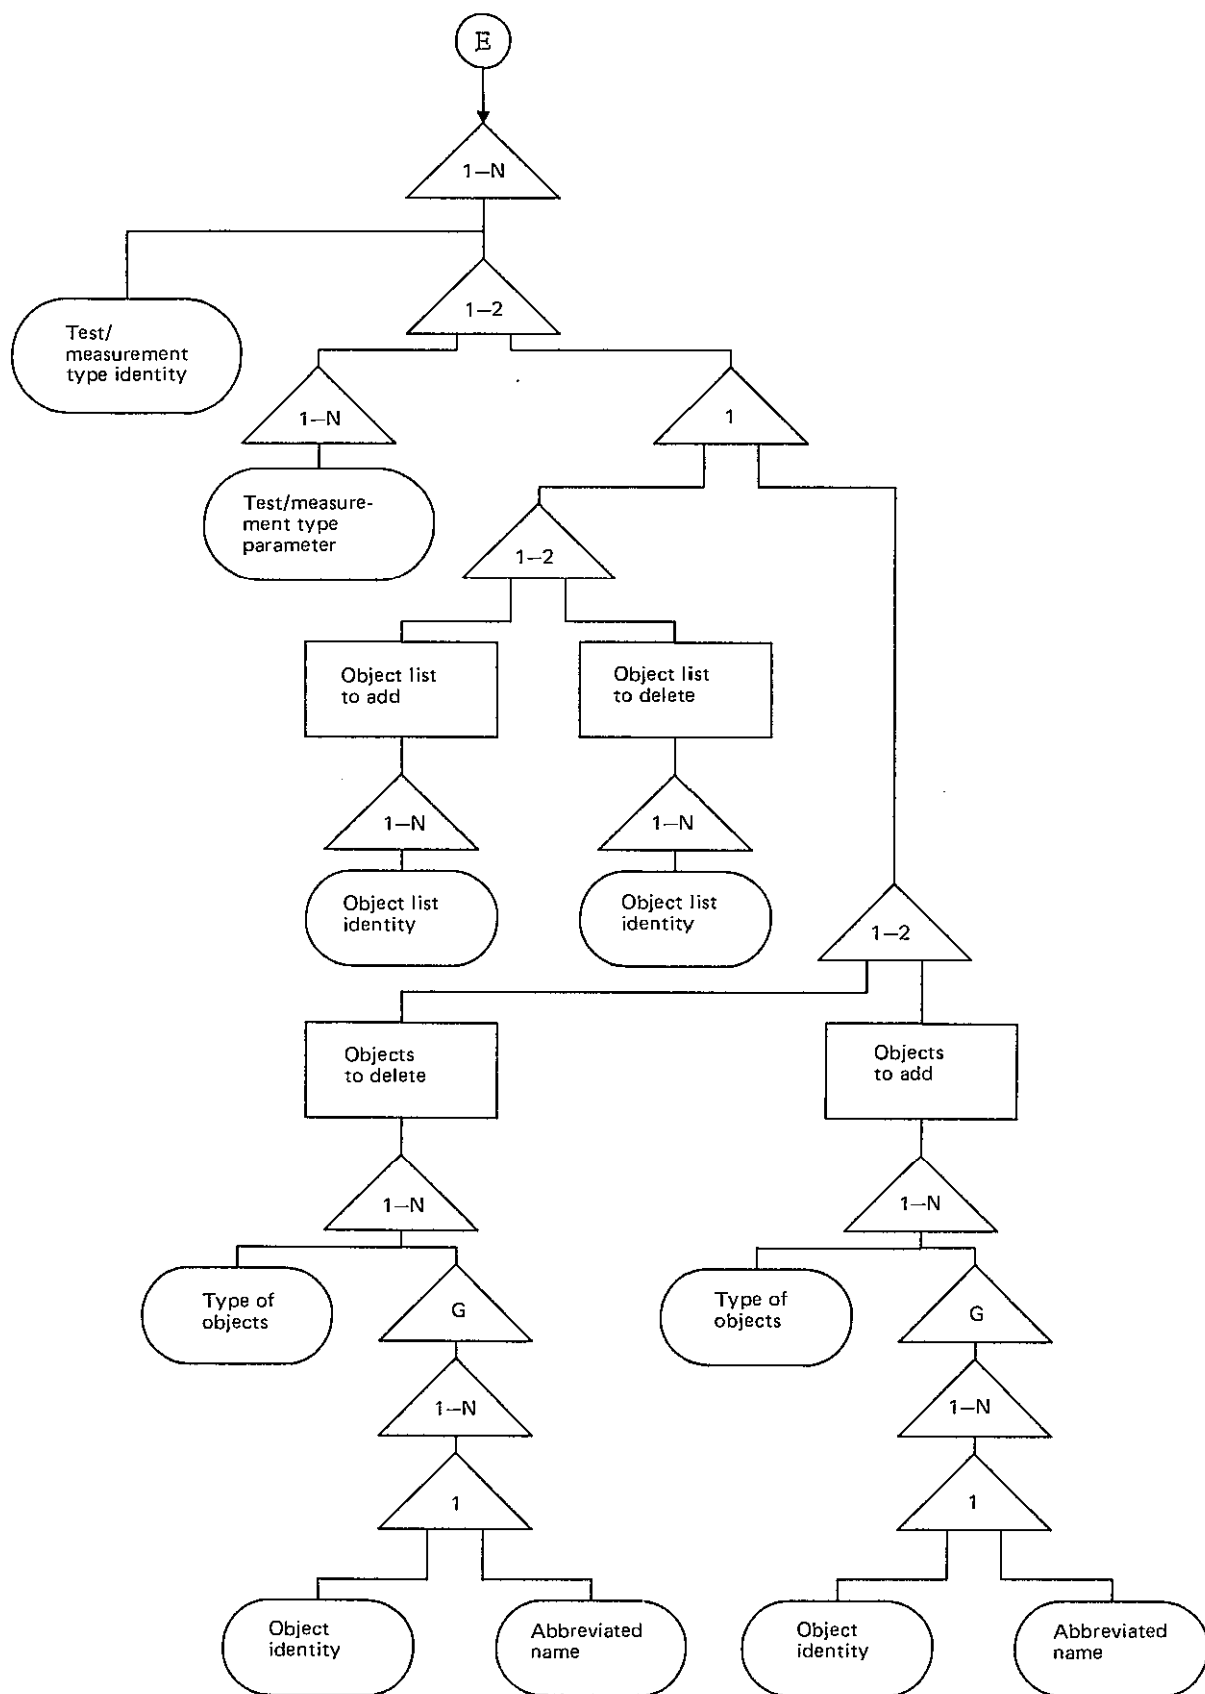 E
1–N
1–2
Test/
measurement
type identity
1–N
1
Test/measure-
ment type
parameter
1–2
Object list
to add
Object list
to delete
1–N
1–N
Object list
identity
Object list
identity
1–2
Objects
to delete
Objects
to add
1–N
1–N
Type of
objects
G
Type of
objects
G
1–N
1–N
1
1
Object
identity
Abbreviated
name
Object
identity
Abbreviated
name